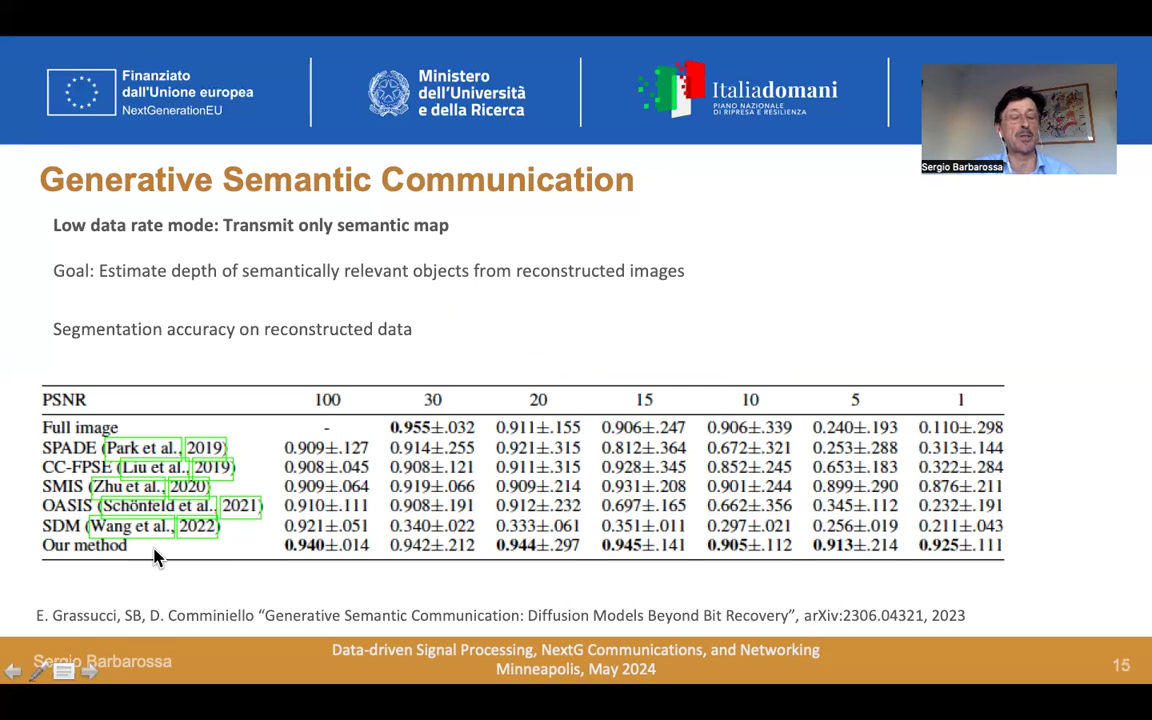 Finanziato
dall'Unione europea
NextGenerationEU
Ministero
dell'Università
e della Ricerca
Italiadomani
PIANO NAZIONALE
DI RIPRESA E RESILIENZA
Sergio Barbarossa
Generative Semantic Communication
Low data rate mode: Transmit only semantic map
Goal: Estimate depth of semantically relevant objects from reconstructed images
Segmentation accuracy on reconstructed data
PSNR 100 30 20 15 10 5 1
Full image - 0.955±.032 0.911±.155 0.906±.247 0.906±.339 0.240±.193 0.110±.298
SPADE (Park et al., 2019) 0.909±.127 0.914±.255 0.921±.315 0.812±.364 0.672±.321 0.253±.288 0.313±.144
CC-FPSE (Liu et al., 2019) 0.908±.045 0.908±.121 0.911±.315 0.928±.345 0.852±.245 0.653±.183 0.322±.284
SMIS (Zhu et al., 2020) 0.909±.064 0.919±.066 0.909±.214 0.931±.208 0.901±.244 0.899±.290 0.876±.211
OASIS (Schönfeld et al., 2021) 0.910±.111 0.908±.191 0.912±.232 0.697±.165 0.662±.356 0.345±.112 0.232±.191
SDM (Wang et al., 2022) 0.921±.051 0.340±.022 0.333±.061 0.351±.011 0.297±.021 0.256±.019 0.211±.043
Our method 0.940±.014 0.942±.212 0.944±.297 0.945±.141 0.905±.112 0.913±.214 0.925±.111
E. Grassucci, SB, D. Comminiello “Generative Semantic Communication: Diffusion Models Beyond Bit Recovery”, arXiv:2306.04321, 2023
Sergio Barbarossa
Data-driven Signal Processing, NextG Communications, and Networking
Minneapolis, May 2024
15